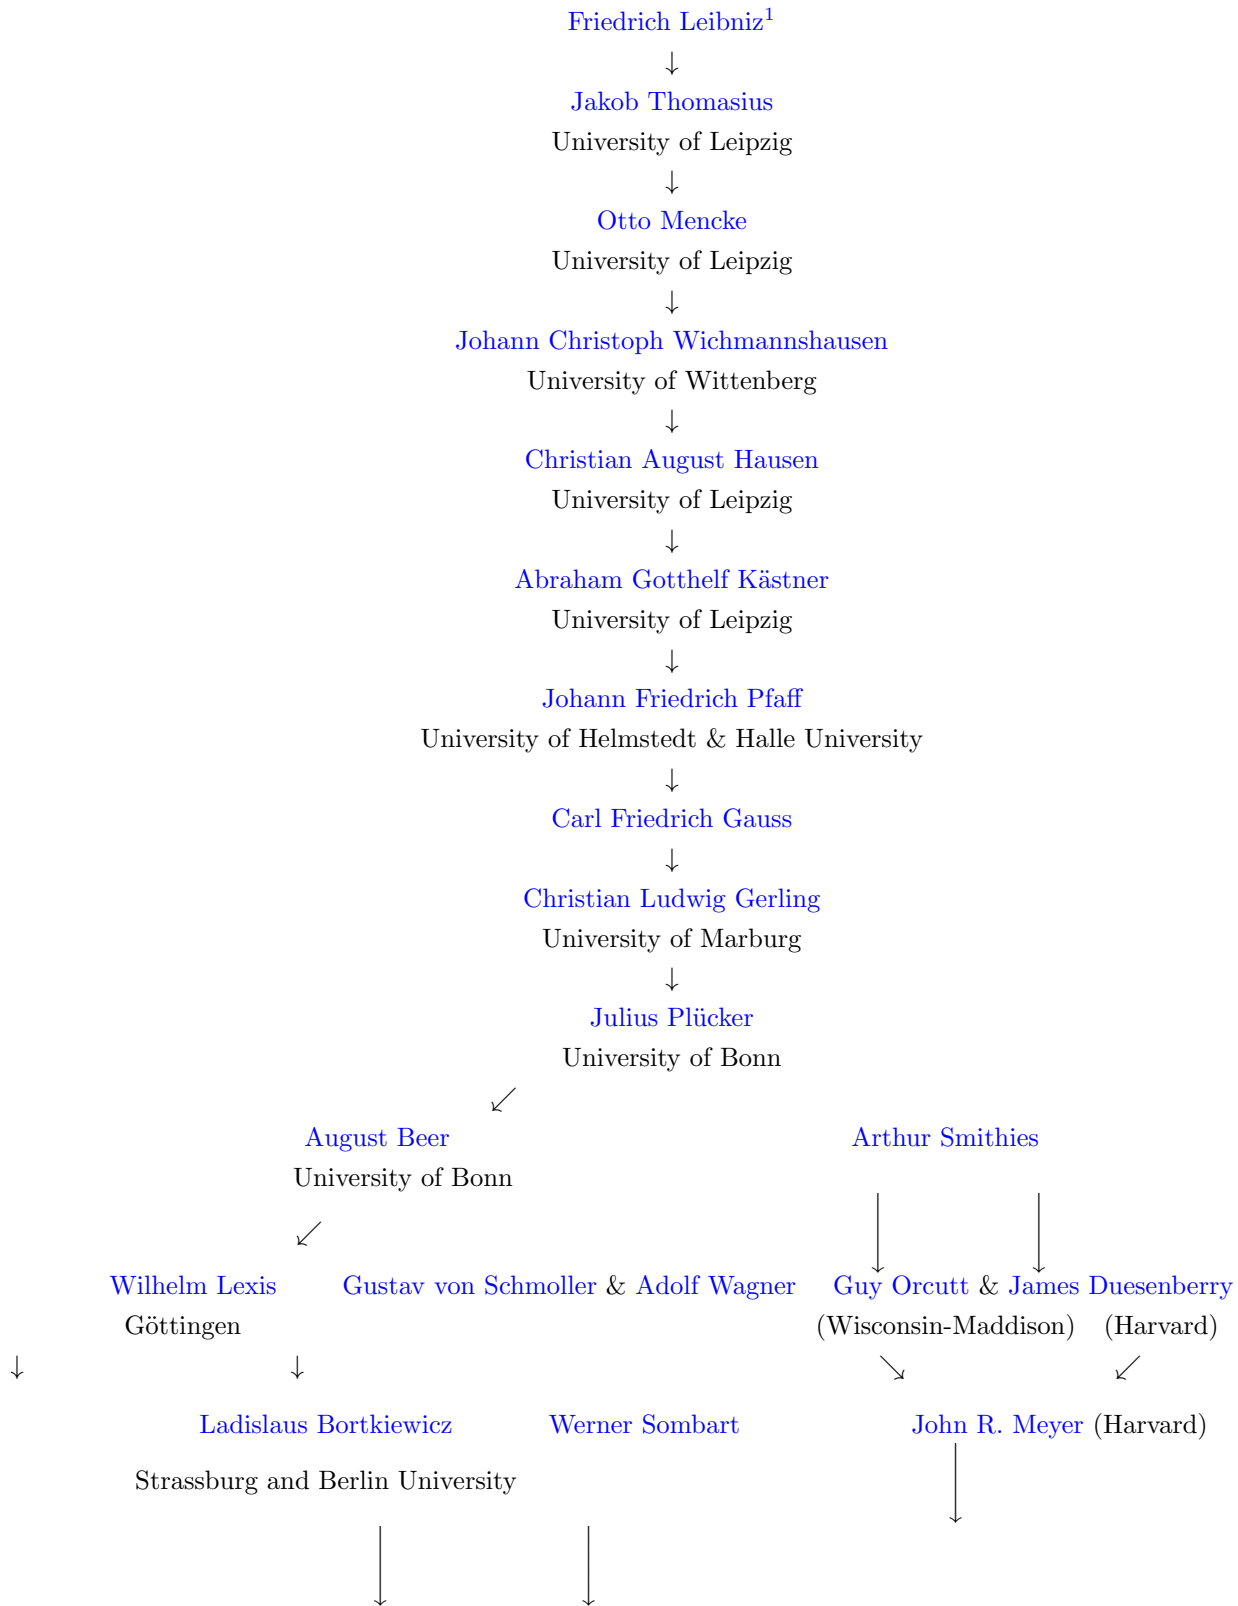 Friedrich Leibniz¹
↓
Jakob Thomasius
University of Leipzig
↓
Otto Mencke
University of Leipzig
↓
Johann Christoph Wichmannshausen
University of Wittenberg
↓
Christian August Hausen
University of Leipzig
↓
Abraham Gotthelf Kästner
University of Leipzig
↓
Johann Friedrich Pfaff
University of Helmstedt & Halle University
↓
Carl Friedrich Gauss
↓
Christian Ludwig Gerling
University of Marburg
↓
Julius Plücker
University of Bonn
↙
August Beer Arthur Smithies
University of Bonn
↙ ↓ ↓
Wilhelm Lexis Gustav von Schmoller & Adolf Wagner Guy Orcutt & James Duesenberry
Göttingen (Wisconsin-Maddison) (Harvard)
↓ ↓ ↘ ↙
Ladislaus Bortkiewicz Werner Sombart John R. Meyer (Harvard)
Strassburg and Berlin University
↓ ↓ ↓